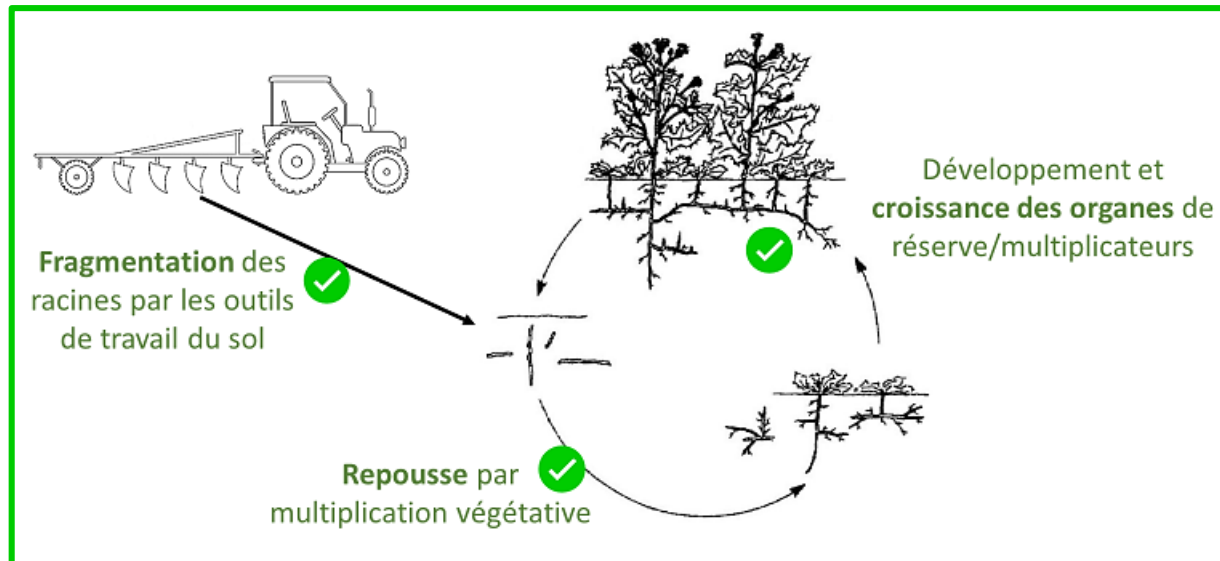 Développement et
croissance des organes de
réserve/multiplicateurs
Fragmentation des
racines par les outils
de travail du sol
Repousse par
multiplication végétative